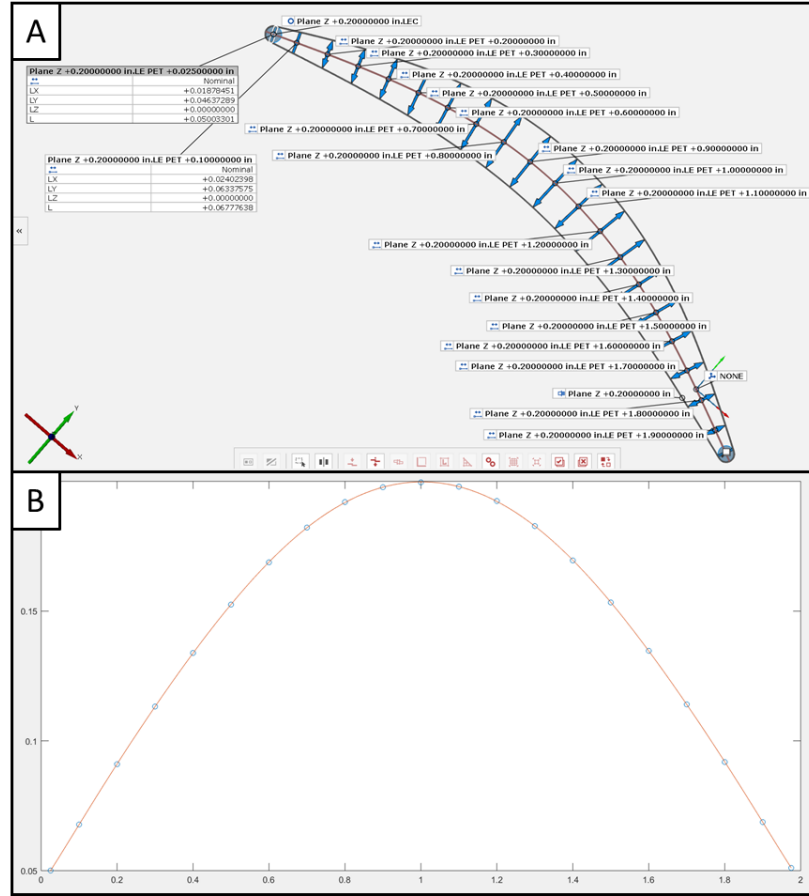 A
Plane Z +0.20000000 in.LEC
Plane Z +0.20000000 in.LE PET +0.20000000 in
Plane Z +0.20000000 in.LE PET +0.30000000 in
Plane Z +0.20000000 in.LE PET +0.02500000 in
Nominal
LX +0.01878451
LY +0.04637289
LZ +0.00000000
L +0.05003301
Plane Z +0.20000000 in.LE PET +0.40000000 in
Plane Z +0.20000000 in.LE PET +0.50000000 in
Plane Z +0.20000000 in.LE PET +0.60000000 in
Plane Z +0.20000000 in.LE PET +0.70000000 in
Plane Z +0.20000000 in.LE PET +0.90000000 in
Plane Z +0.20000000 in.LE PET +0.80000000 in
Plane Z +0.20000000 in.LE PET +0.10000000 in
Nominal
LX +0.02402398
LY +0.06337575
LZ +0.00000000
L +0.06777638
Plane Z +0.20000000 in.LE PET +1.00000000 in
Plane Z +0.20000000 in.LE PET +1.10000000 in
«
Plane Z +0.20000000 in.LE PET +1.20000000 in
Plane Z +0.20000000 in.LE PET +1.30000000 in
Plane Z +0.20000000 in.LE PET +1.40000000 in
Plane Z +0.20000000 in.LE PET +1.50000000 in
Plane Z +0.20000000 in.LE PET +1.60000000 in
Plane Z +0.20000000 in.LE PET +1.70000000 in
NONE
Plane Z +0.20000000 in
Plane Z +0.20000000 in.LE PET +1.80000000 in
Plane Z +0.20000000 in.LE PET +1.90000000 in
Y
X
B
0.15
0.1
0.05
0 0.2 0.4 0.6 0.8 1 1.2 1.4 1.6 1.8 2